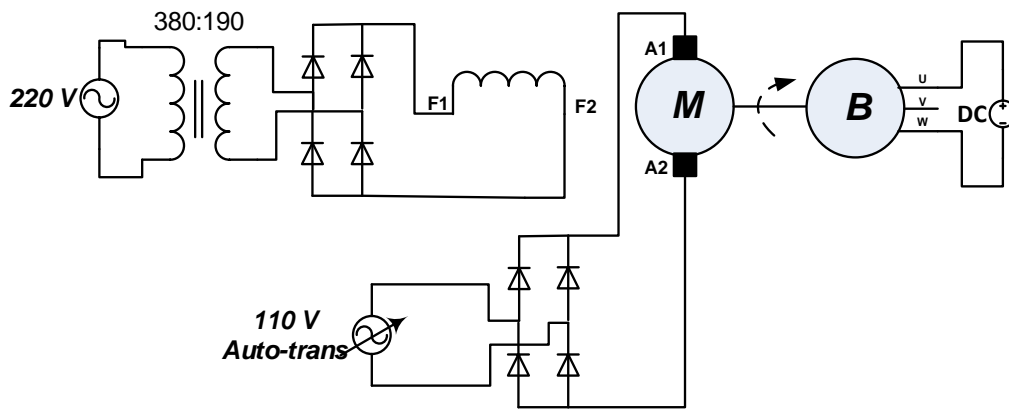 380:190
220 V
F1
F2
A1
M
A2
B
U
V
W
DC
+
-
110 V
Auto-trans